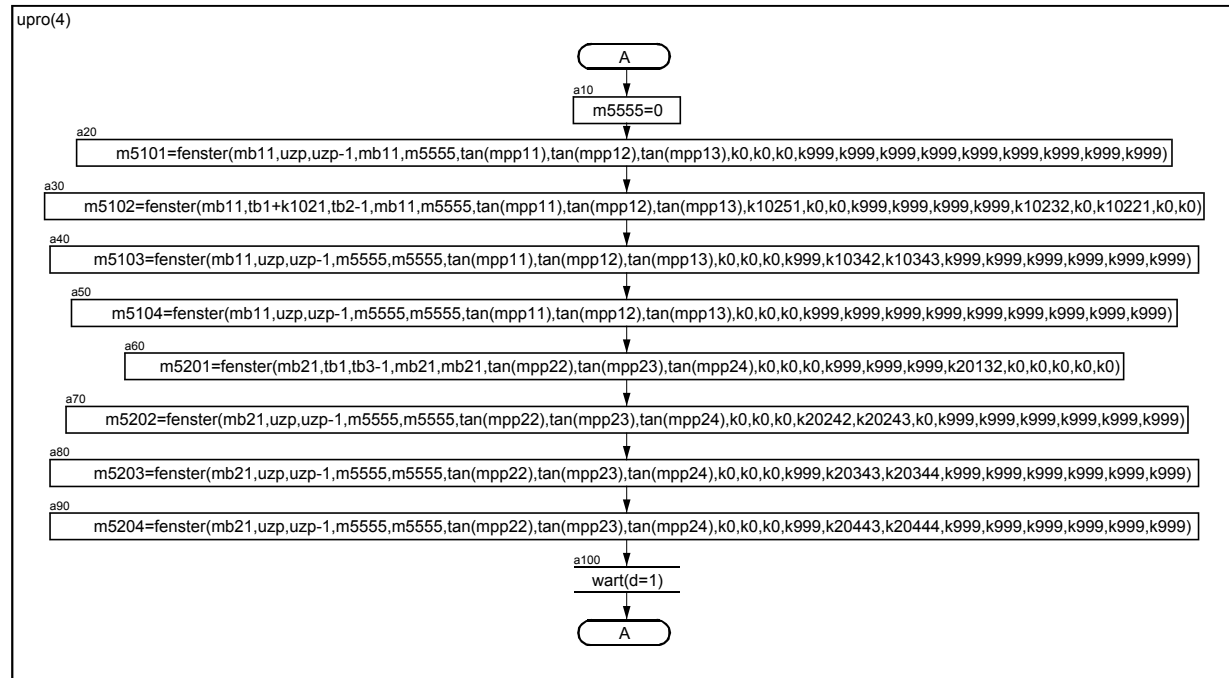 upro(4)
A
a10
m5555=0
a20
m5101=fenster(mb11,uzp,uzp-1,mb11,m5555,tan(mpp11),tan(mpp12),tan(mpp13),k0,k0,k0,k999,k999,k999,k999,k999,k999,k999,k999,k999)
a30
m5102=fenster(mb11,tb1+k1021,tb2-1,mb11,m5555,tan(mpp11),tan(mpp12),tan(mpp13),k10251,k0,k0,k999,k999,k999,k999,k10232,k0,k10221,k0,k0)
a40
m5103=fenster(mb11,uzp,uzp-1,m5555,m5555,tan(mpp11),tan(mpp12),tan(mpp13),k0,k0,k0,k999,k10342,k10343,k999,k999,k999,k999,k999,k999)
a50
m5104=fenster(mb11,uzp,uzp-1,m5555,m5555,tan(mpp11),tan(mpp12),tan(mpp13),k0,k0,k0,k999,k999,k999,k999,k999,k999,k999,k999,k999)
a60
m5201=fenster(mb21,tb1,tb3-1,mb21,mb21,tan(mpp22),tan(mpp23),tan(mpp24),k0,k0,k0,k999,k999,k999,k20132,k0,k0,k0,k0,k0)
a70
m5202=fenster(mb21,uzp,uzp-1,m5555,m5555,tan(mpp22),tan(mpp23),tan(mpp24),k0,k0,k0,k20242,k20243,k0,k999,k999,k999,k999,k999,k999)
a80
m5203=fenster(mb21,uzp,uzp-1,m5555,m5555,tan(mpp22),tan(mpp23),tan(mpp24),k0,k0,k0,k999,k20343,k20344,k999,k999,k999,k999,k999,k999)
a90
m5204=fenster(mb21,uzp,uzp-1,m5555,m5555,tan(mpp22),tan(mpp23),tan(mpp24),k0,k0,k0,k999,k20443,k20444,k999,k999,k999,k999,k999,k999)
a100
wart(d=1)
A